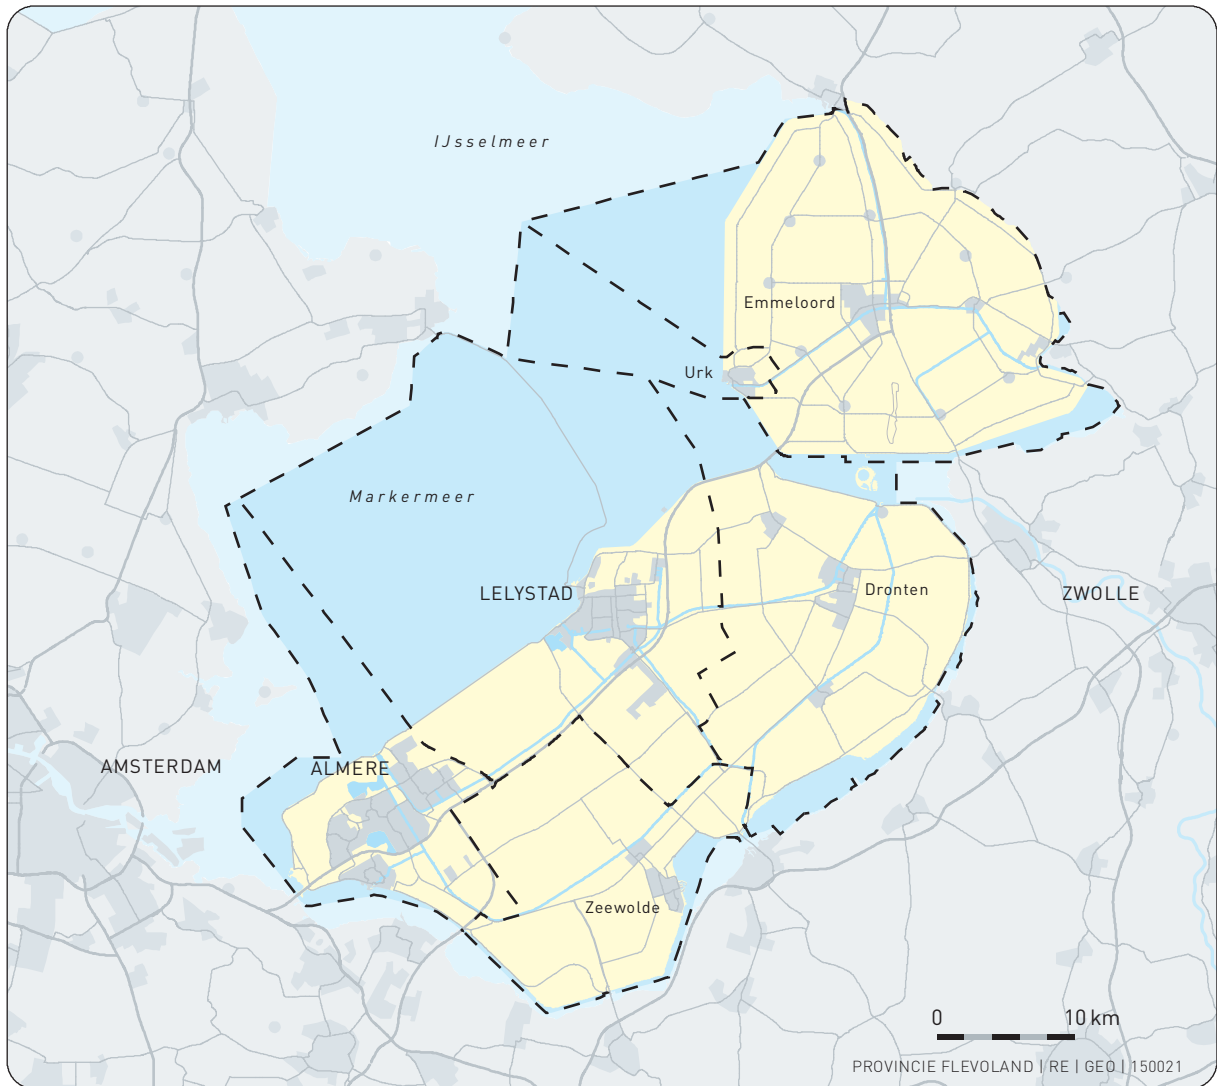 IJsselmeer
Emmeloord
Urk
Markermeer
LELYSTAD
Dronten
ZWOLLE
AMSTERDAM
ALMERE
Zeewolde
0 10 km
PROVINCIE FLEVOLAND | RE | GEO | 150021